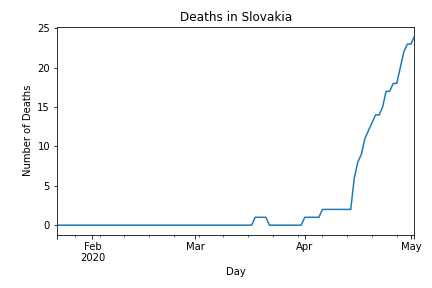 Deaths in Slovakia
25
20
15
10
5
0
Number of Deaths
Feb
2020
Mar
Apr
May
Day